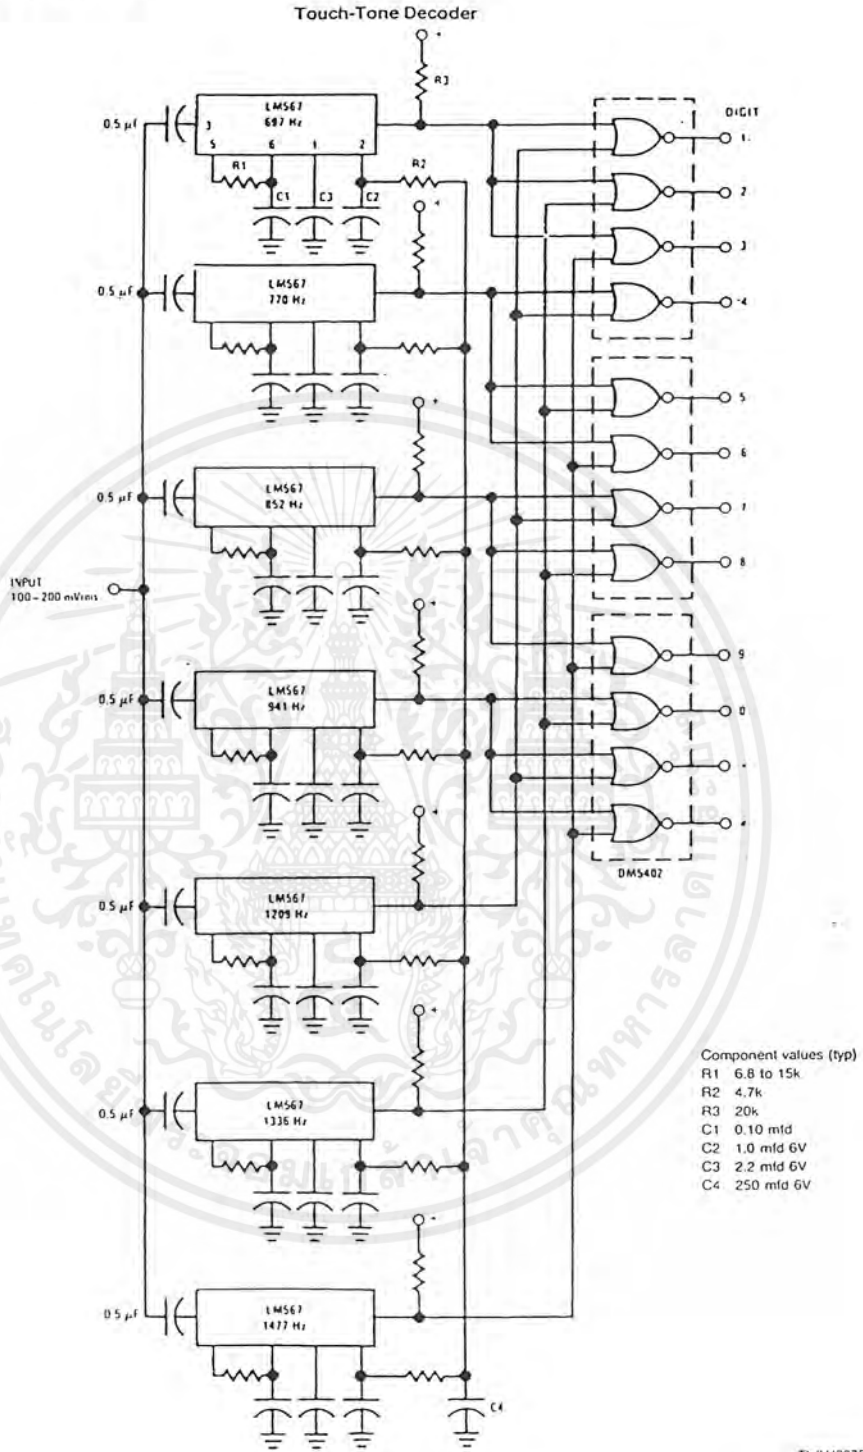 Touch-Tone Decoder
+
R3
LM567
697 Hz
0.5 μF
3
5
6
1
2
R1
R2
C1
C3
C2
DIGIT
1
2
3
4
+
0.5 μF
LM567
770 Hz
+
5
6
7
8
0.5 μF
LM567
852 Hz
INPUT
100-200 mVrms
+
9
0
0.5 μF
LM567
941 Hz
+
DM5402
0.5 μF
LM567
1209 Hz
+
0.5 μF
LM567
1336 Hz
Component values (typ)
R1 6.8 to 15k
R2 4.7k
R3 20k
C1 0.10 mfd
C2 1.0 mfd 6V
C3 2.2 mfd 6V
C4 250 mfd 6V
+
0.5 μF
LM567
1477 Hz
C4